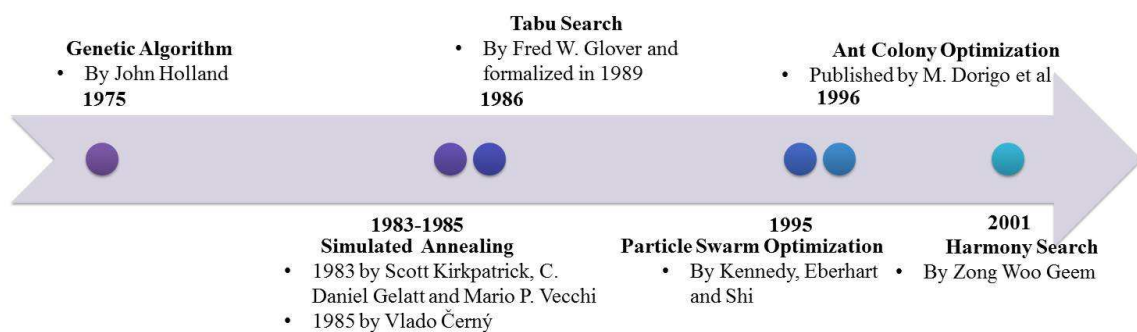 Genetic Algorithm
• By John Holland
1975
Tabu Search
• By Fred W. Glover and
formalized in 1989
1986
Ant Colony Optimization
• Published by M. Dorigo et al
1996
1983-1985
Simulated Annealing
• 1983 by Scott Kirkpatrick, C.
Daniel Gelatt and Mario P. Vecchi
• 1985 by Vlado Černý
1995
Particle Swarm Optimization
• By Kennedy, Eberhart
and Shi
2001
Harmony Search
• By Zong Woo Geem